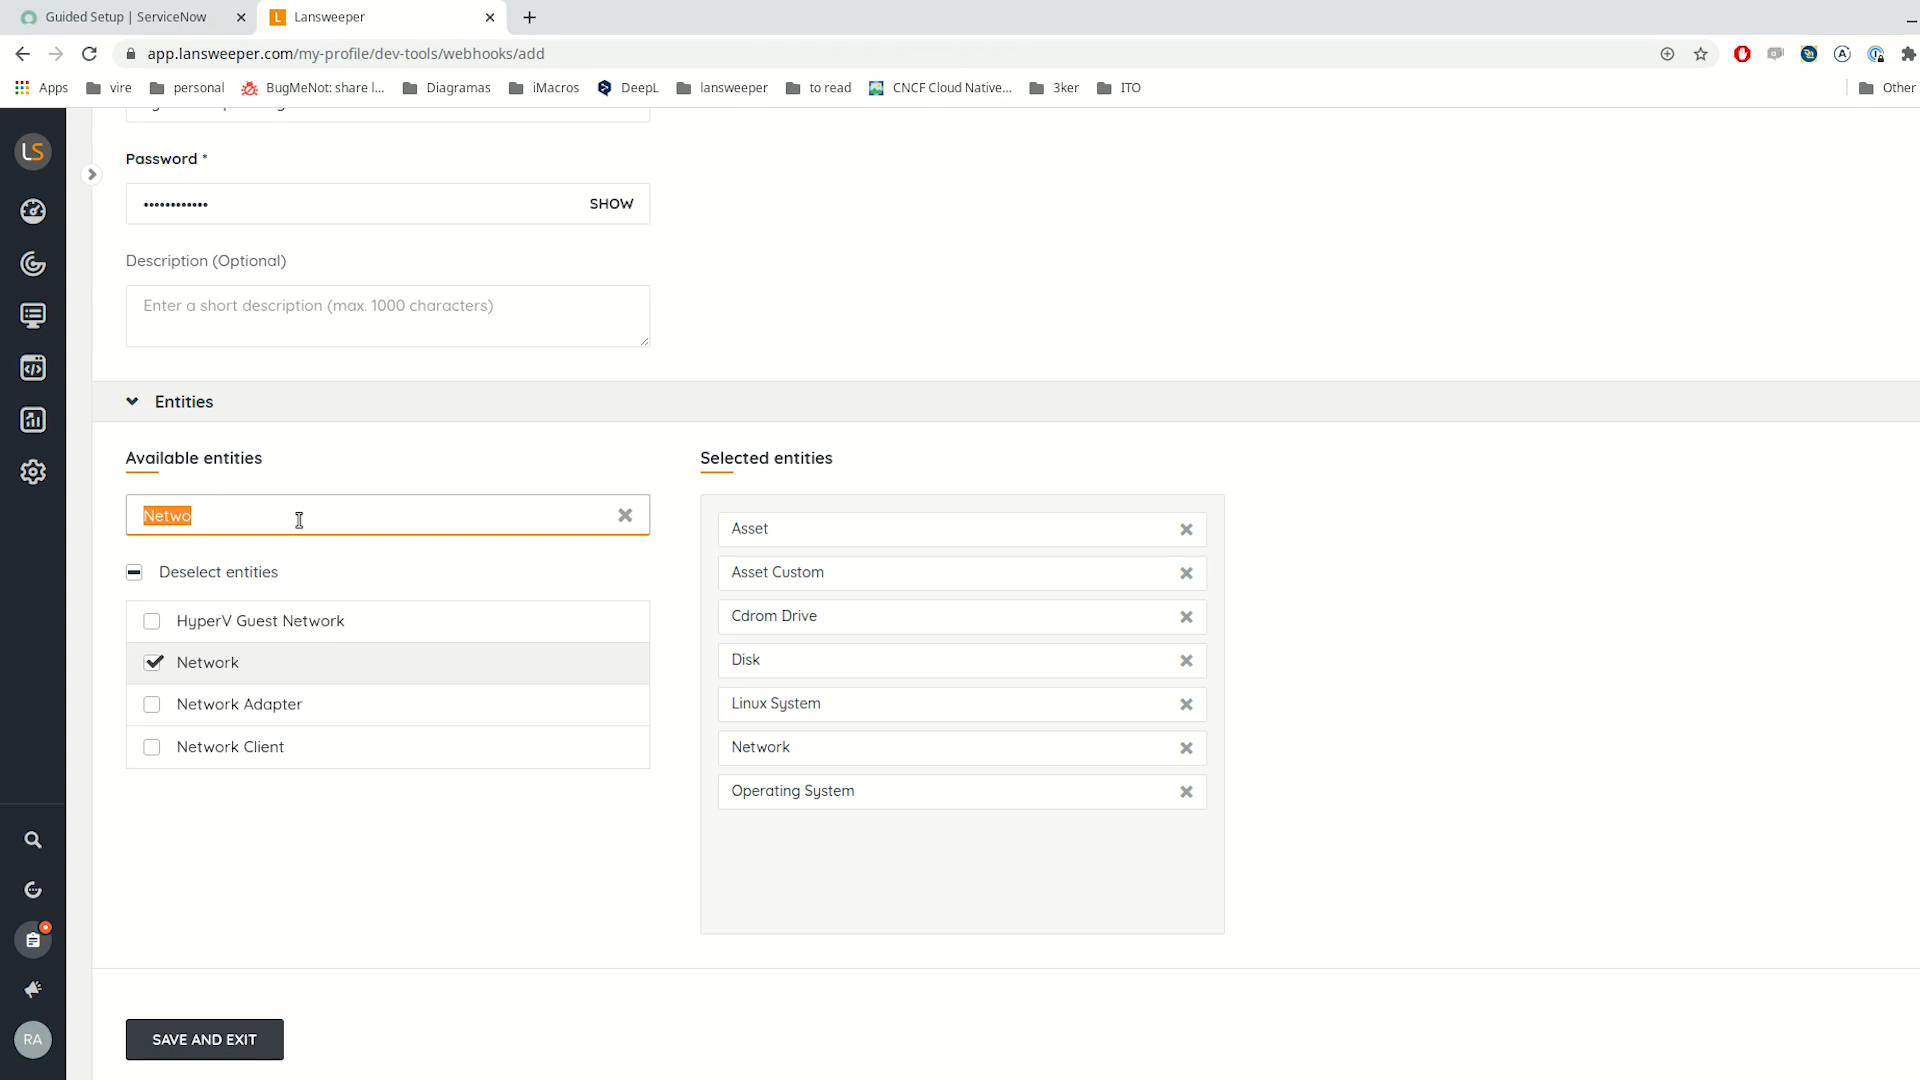 Guided Setup | ServiceNow
Lansweeper
app.lansweeper.com/my-profile/dev-tools/webhooks/add
Apps
vire
personal
BugMeNot: share l...
Diagramas
iMacros
DeepL
lansweeper
to read
CNCF Cloud Native...
3ker
ITO
Other
LS
Password *
••••••••••••
SHOW
Description (Optional)
Enter a short description (max. 1000 characters)
Entities
Available entities
Selected entities
Netwo
Deselect entities
HyperV Guest Network
Network
Network Adapter
Network Client
Asset
Asset Custom
Cdrom Drive
Disk
Linux System
Network
Operating System
SAVE AND EXIT
RA